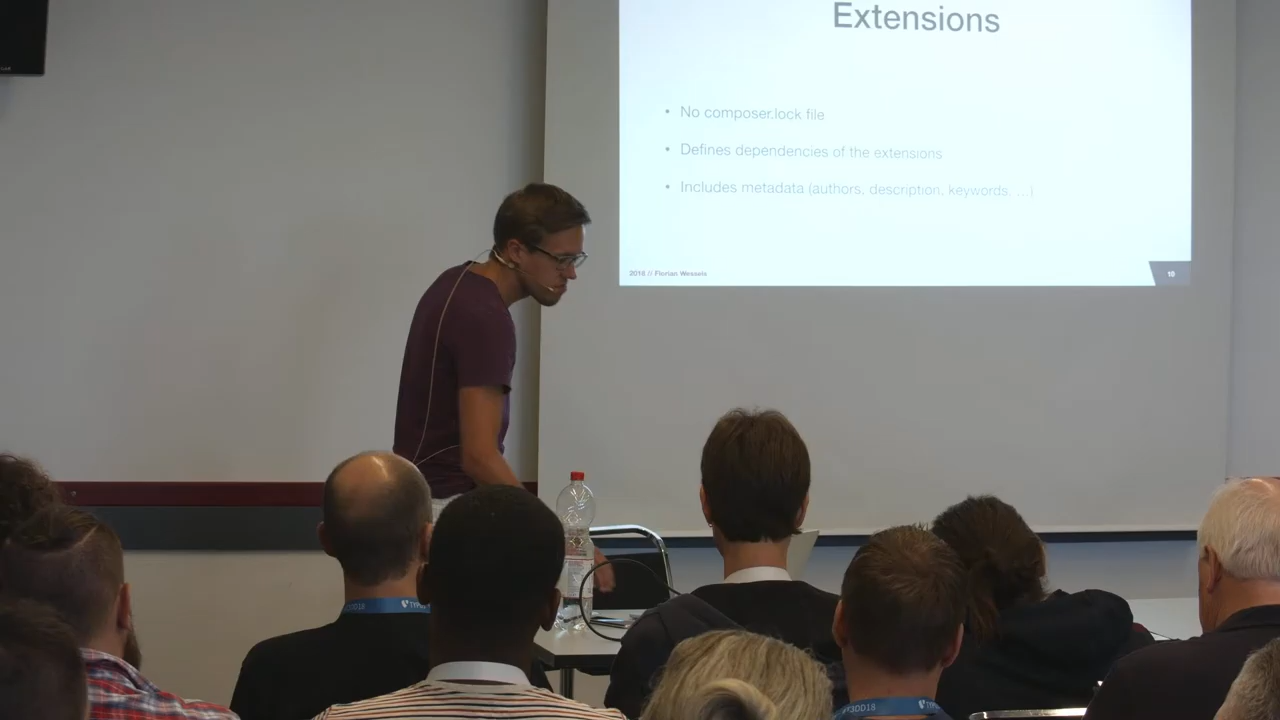 Extensions
• No composer.lock file
• Defines dependencies of the extensions
• Includes metadata (authors, description, keywords, ...)
2018 // Florian Wessels
10
T3DD18